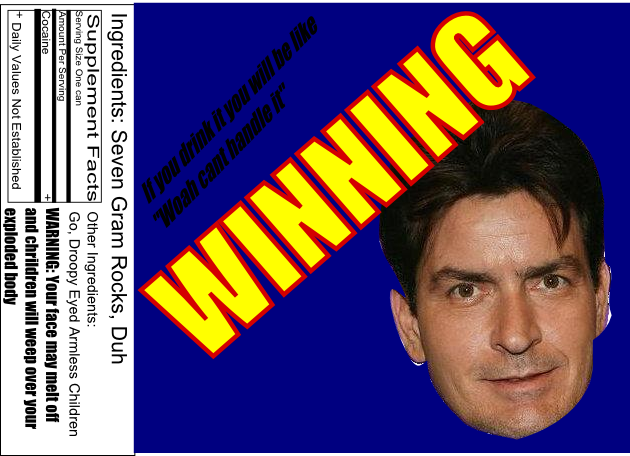 Ingredients: Seven Gram Rocks, Duh
Supplement Facts
Serving Size One can
Amount Per Serving
Cocaine +
+ Daily Values Not Established
Other Ingredients:
Go, Droopy Eyed Armless Children
WARNING: Your face may melt off
and chrildren will weep over your
exploded body
If you drink it you will be like
"Woah cant handle it"
WINNING